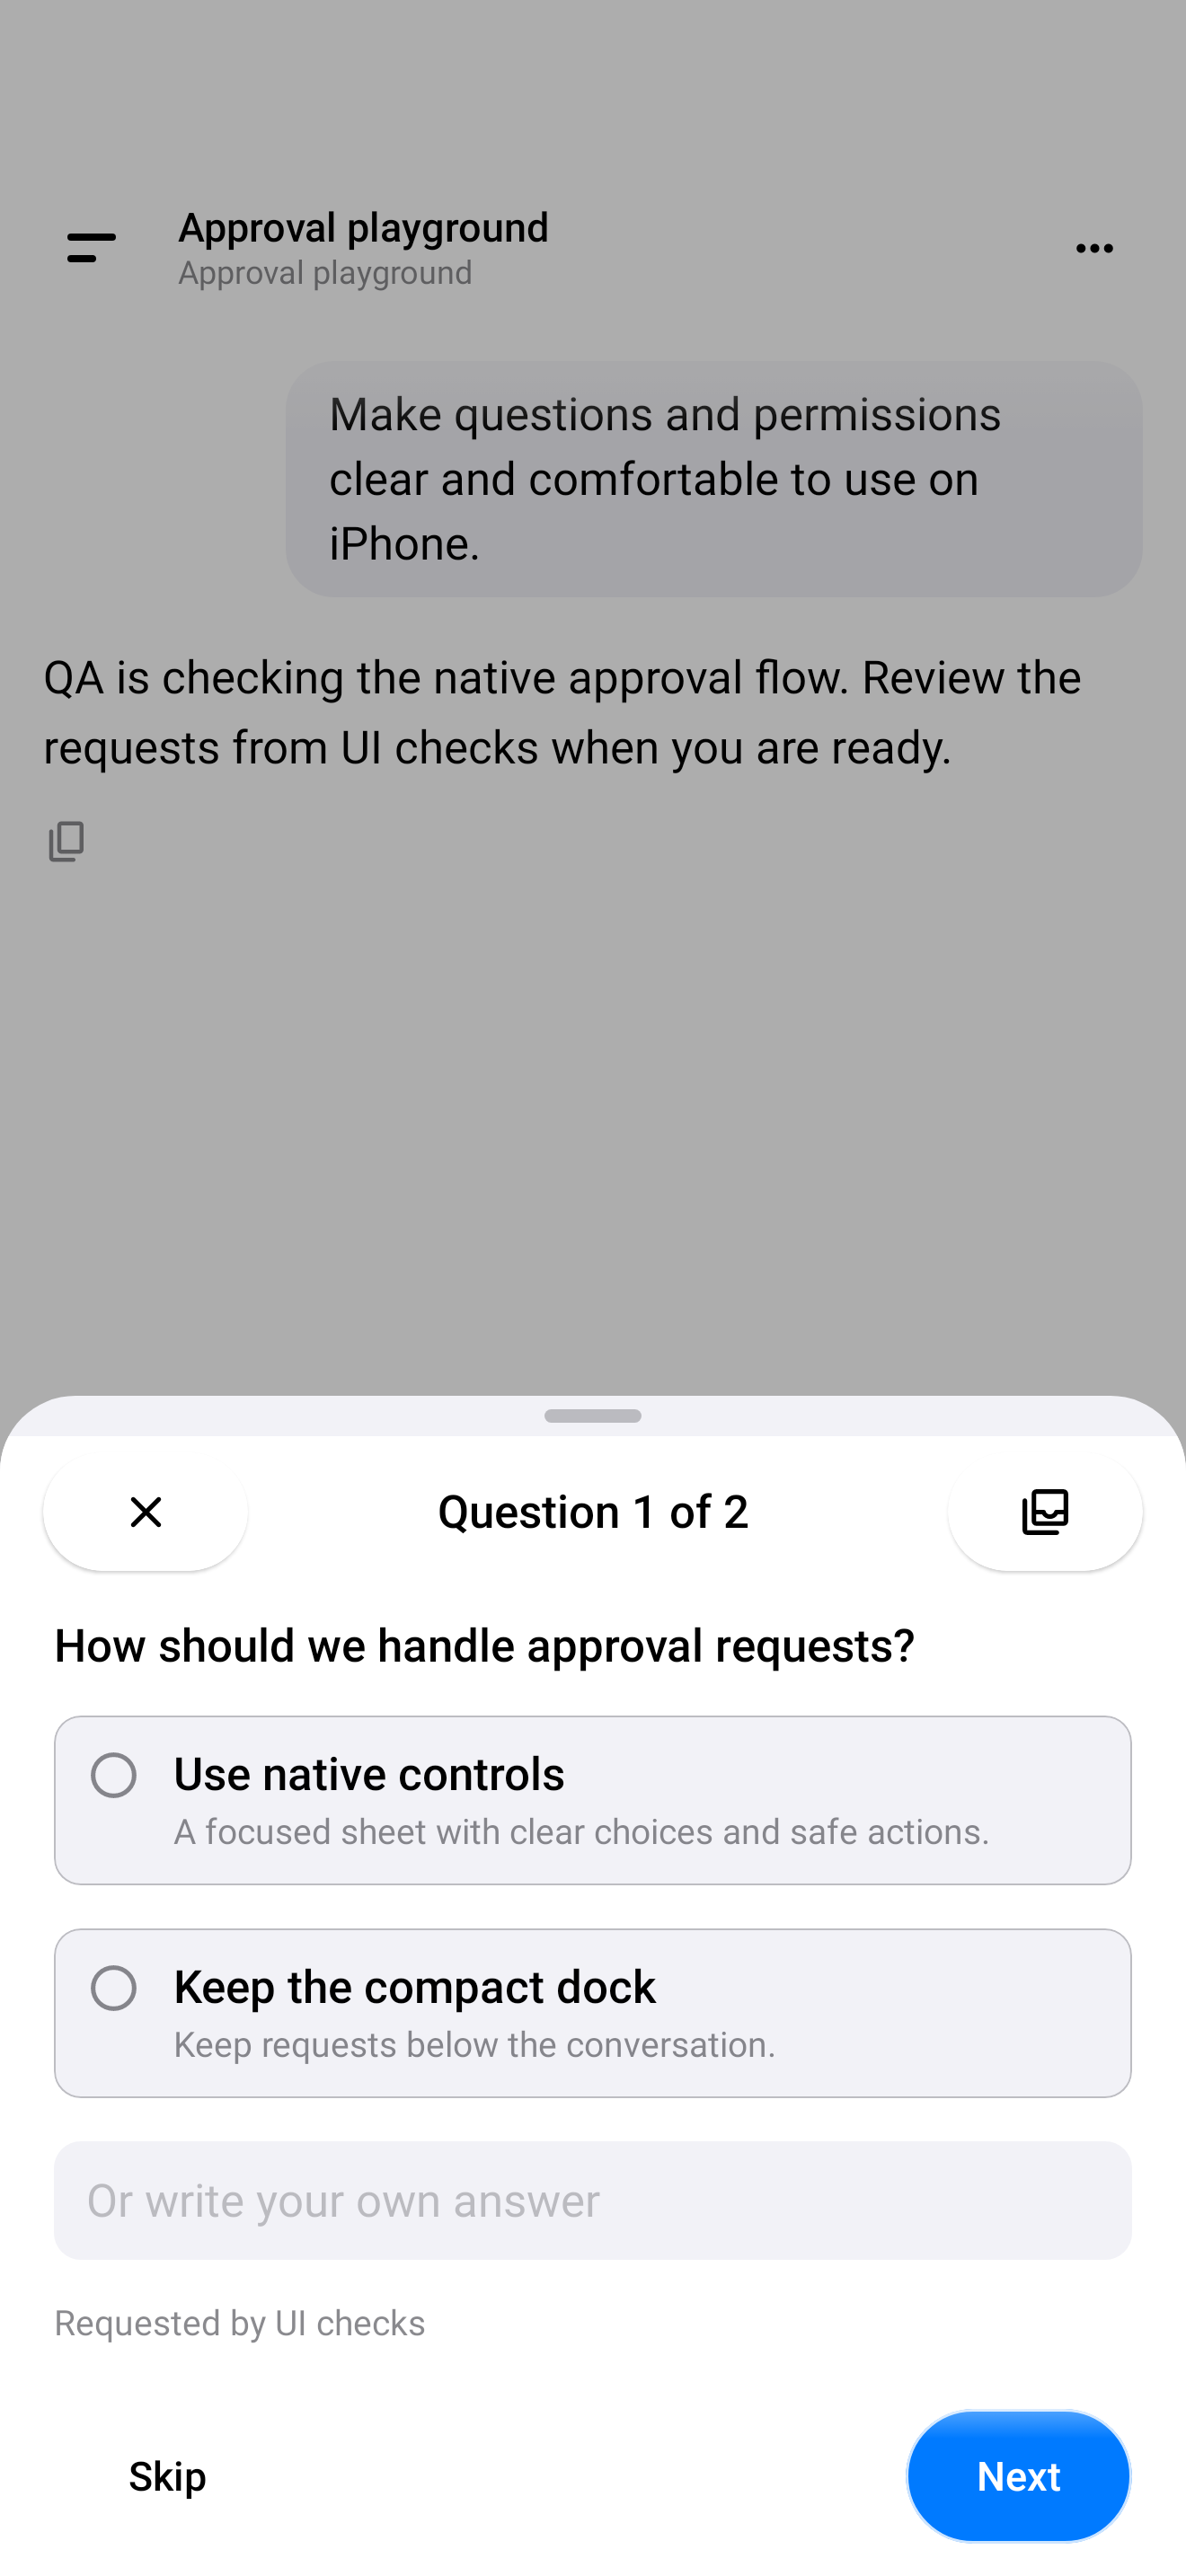 Approval playground
Approval playground
Make questions and permissions
clear and comfortable to use on
iPhone.
QA is checking the native approval flow. Review the
requests from UI checks when you are ready.
Question 1 of 2
How should we handle approval requests?
Use native controls
A focused sheet with clear choices and safe actions.
Keep the compact dock
Keep requests below the conversation.
Or write your own answer
Requested by UI checks
Skip
Next